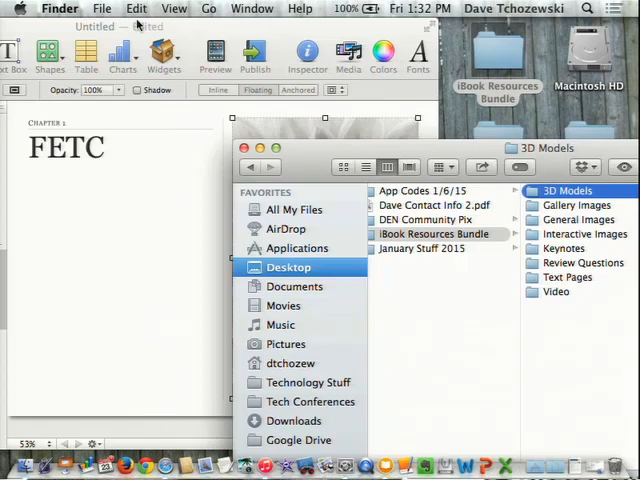 Finder File Edit View Go Window Help 100% Fri 1:32 PM Dave Tchozewski
Untitled — Edited
Text Box Shapes Table Charts Widgets Preview Publish Inspector Media Colors Fonts
Opacity: 100% Shadow Inline Floating Anchored
iBook Resources
Bundle
Macintosh HD
CHAPTER 1
FETC
3D Models
FAVORITES
All My Files
AirDrop
Applications
Desktop
Documents
Movies
Music
Pictures
dtchozew
Technology Stuff
Tech Conferences
Downloads
Google Drive
App Codes 1/6/15
Dave Contact Info 2.pdf
DEN Community Pix
iBook Resources Bundle
January Stuff 2015
3D Models
Gallery Images
General Images
Interactive Images
Keynotes
Review Questions
Text Pages
Video
53%
23